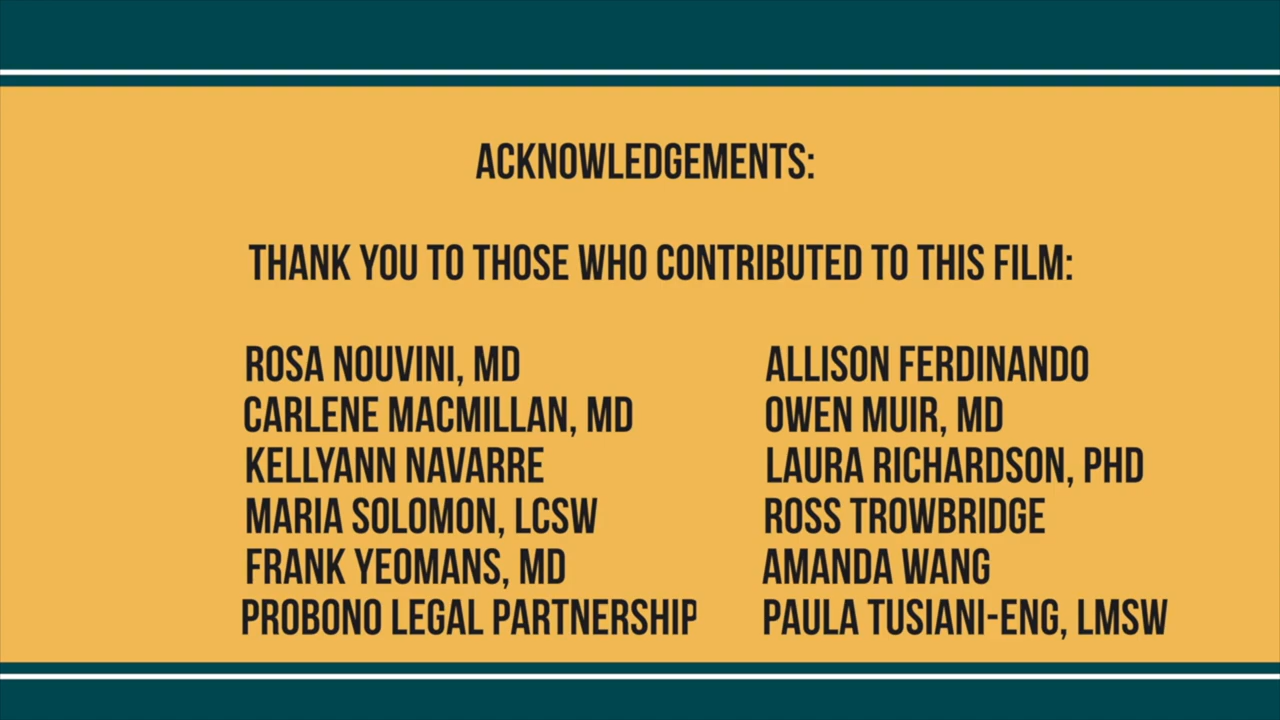 ACKNOWLEDGEMENTS:
THANK YOU TO THOSE WHO CONTRIBUTED TO THIS FILM:
ROSA NOUVINI, MD
CARLENE MACMILLAN, MD
KELLYANN NAVARRE
MARIA SOLOMON, LCSW
FRANK YEOMANS, MD
PROBONO LEGAL PARTNERSHIP
ALLISON FERDINANDO
OWEN MUIR, MD
LAURA RICHARDSON, PHD
ROSS TROWBRIDGE
AMANDA WANG
PAULA TUSIANI-ENG, LMSW